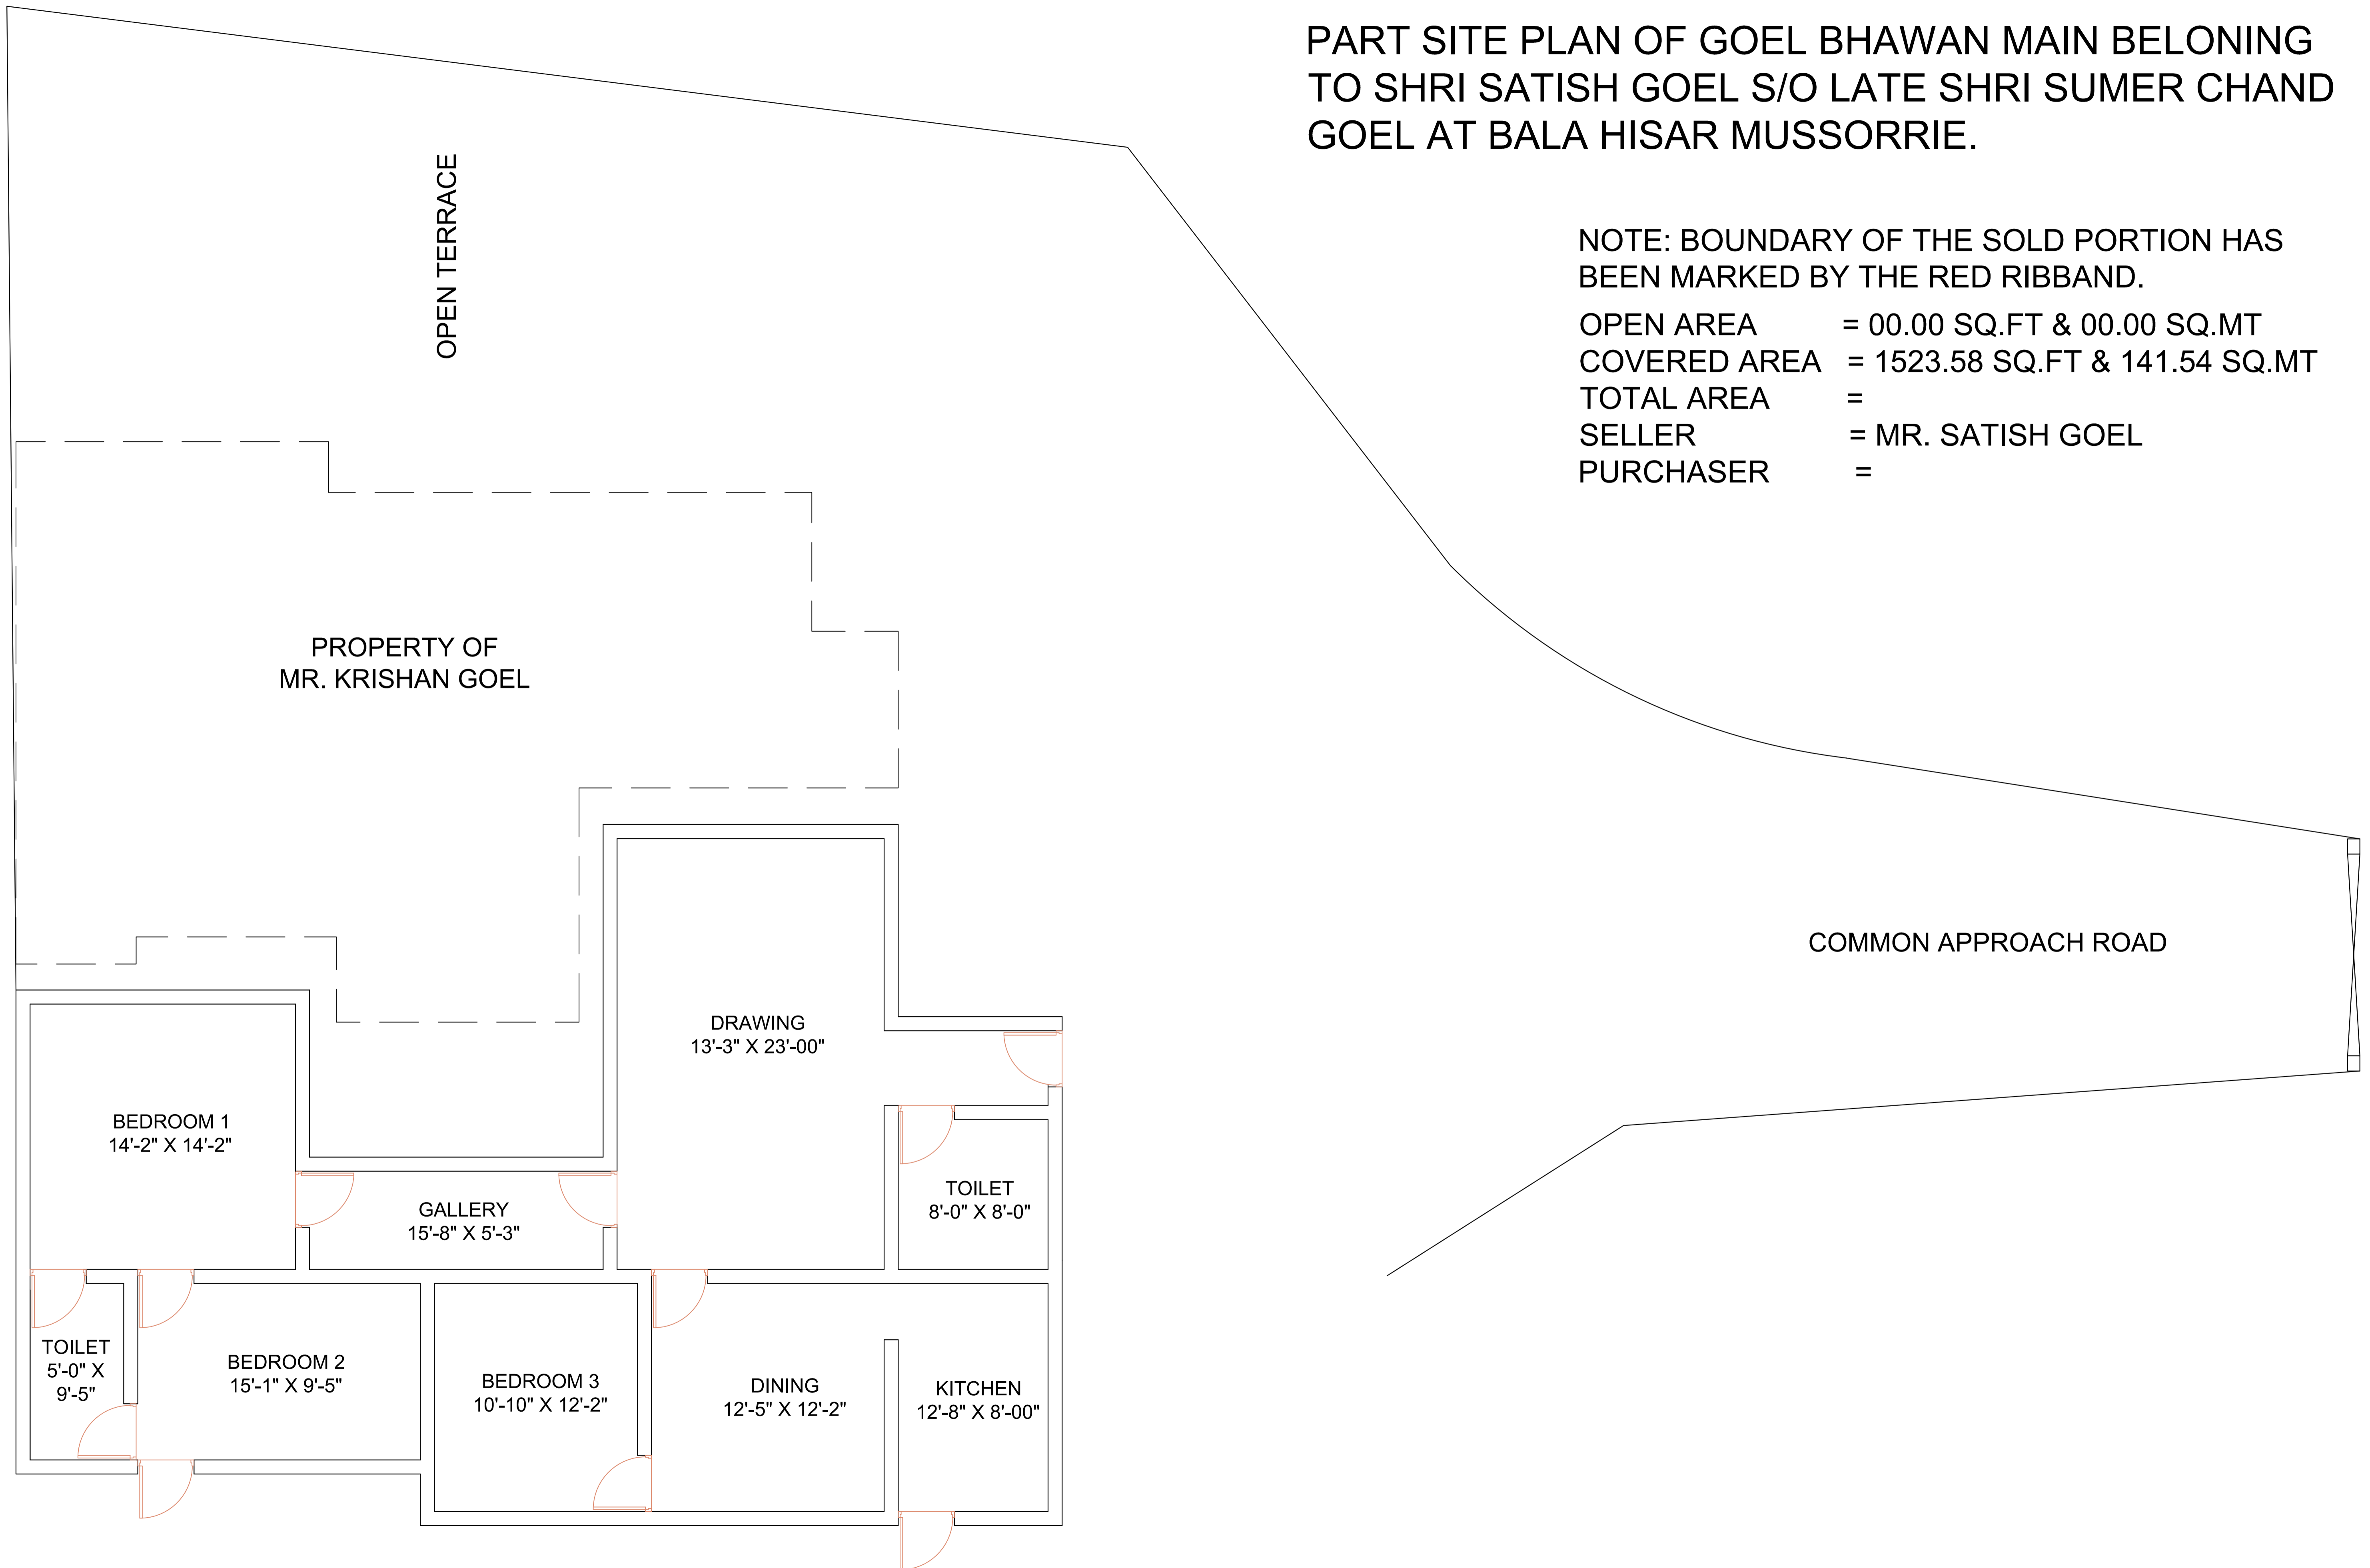 PART SITE PLAN OF GOEL BHAWAN MAIN BELONING
TO SHRI SATISH GOEL S/O LATE SHRI SUMER CHAND
GOEL AT BALA HISAR MUSSORRIE.
NOTE: BOUNDARY OF THE SOLD PORTION HAS
BEEN MARKED BY THE RED RIBBAND.
OPEN AREA = 00.00 SQ.FT & 00.00 SQ.MT
COVERED AREA = 1523.58 SQ.FT & 141.54 SQ.MT
TOTAL AREA =
SELLER = MR. SATISH GOEL
PURCHASER =
OPEN TERRACE
PROPERTY OF
MR. KRISHAN GOEL
COMMON APPROACH ROAD
DRAWING
13'-3" X 23'-00"
BEDROOM 1
14'-2" X 14'-2"
GALLERY
15'-8" X 5'-3"
TOILET
8'-0" X 8'-0"
TOILET
5'-0" X
9'-5"
BEDROOM 2
15'-1" X 9'-5"
BEDROOM 3
10'-10" X 12'-2"
DINING
12'-5" X 12'-2"
KITCHEN
12'-8" X 8'-00"